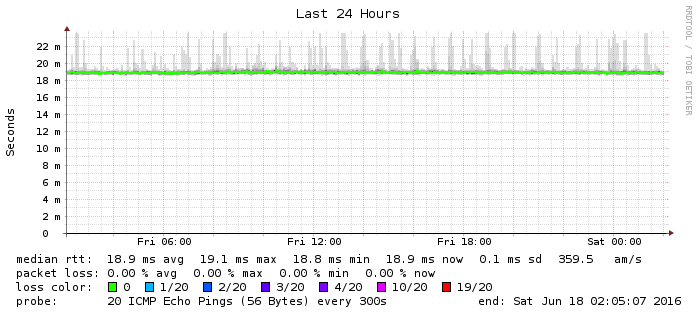 Last 24 Hours
RRDTOOL / TOBI OETIKER
Seconds
22 m
20 m
18 m
16 m
14 m
12 m
10 m
8 m
6 m
4 m
2 m
0
Fri 06:00 Fri 12:00 Fri 18:00 Sat 00:00
median rtt: 18.9 ms avg 19.1 ms max 18.8 ms min 18.9 ms now 0.1 ms sd 359.5 am/s
packet loss: 0.00 % avg 0.00 % max 0.00 % min 0.00 % now
loss color: 0 1/20 2/20 3/20 4/20 10/20 19/20
probe: 20 ICMP Echo Pings (56 Bytes) every 300s end: Sat Jun 18 02:05:07 2016